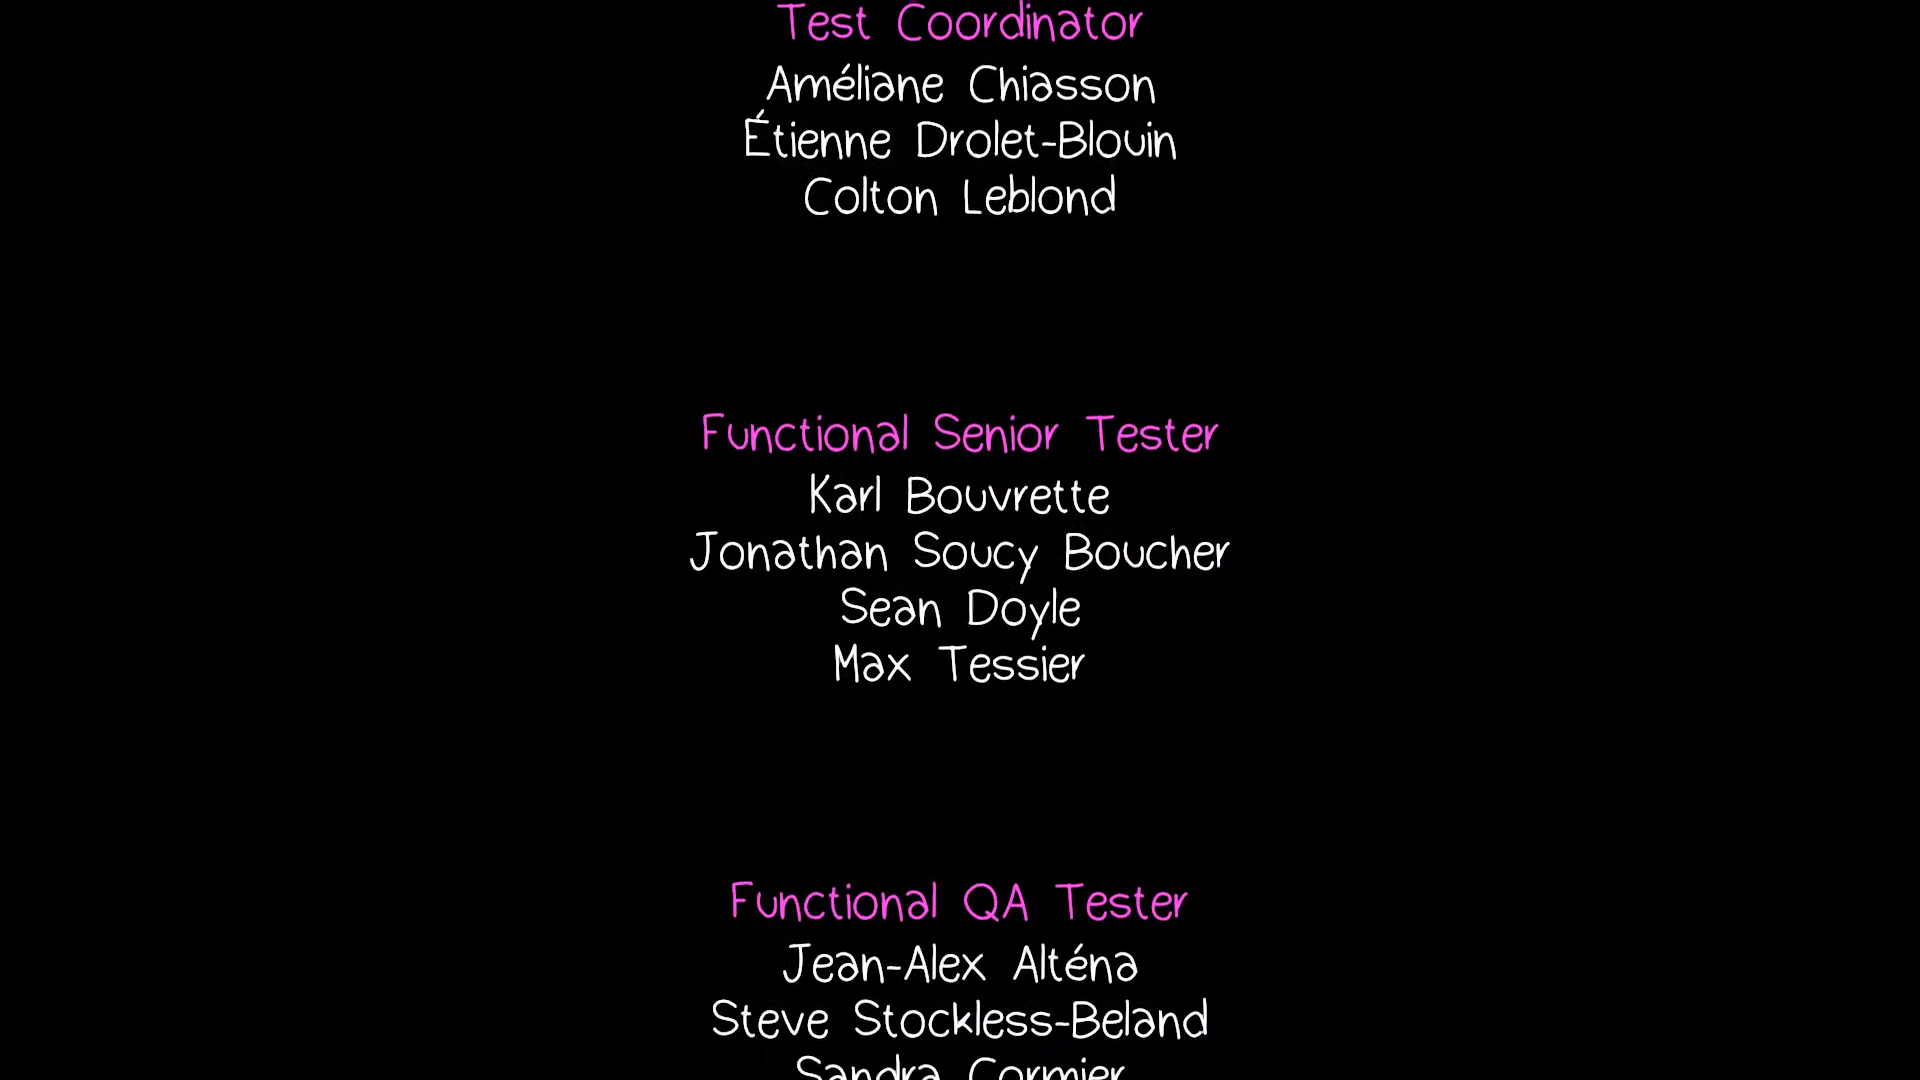 Test Coordinator
Améliane Chiasson
Étienne Drolet-Blouin
Colton Leblond
Functional Senior Tester
Karl Bouvrette
Jonathan Soucy Boucher
Sean Doyle
Max Tessier
Functional QA Tester
Jean-Alex Alténa
Steve Stockless-Beland
Sandra Cormier